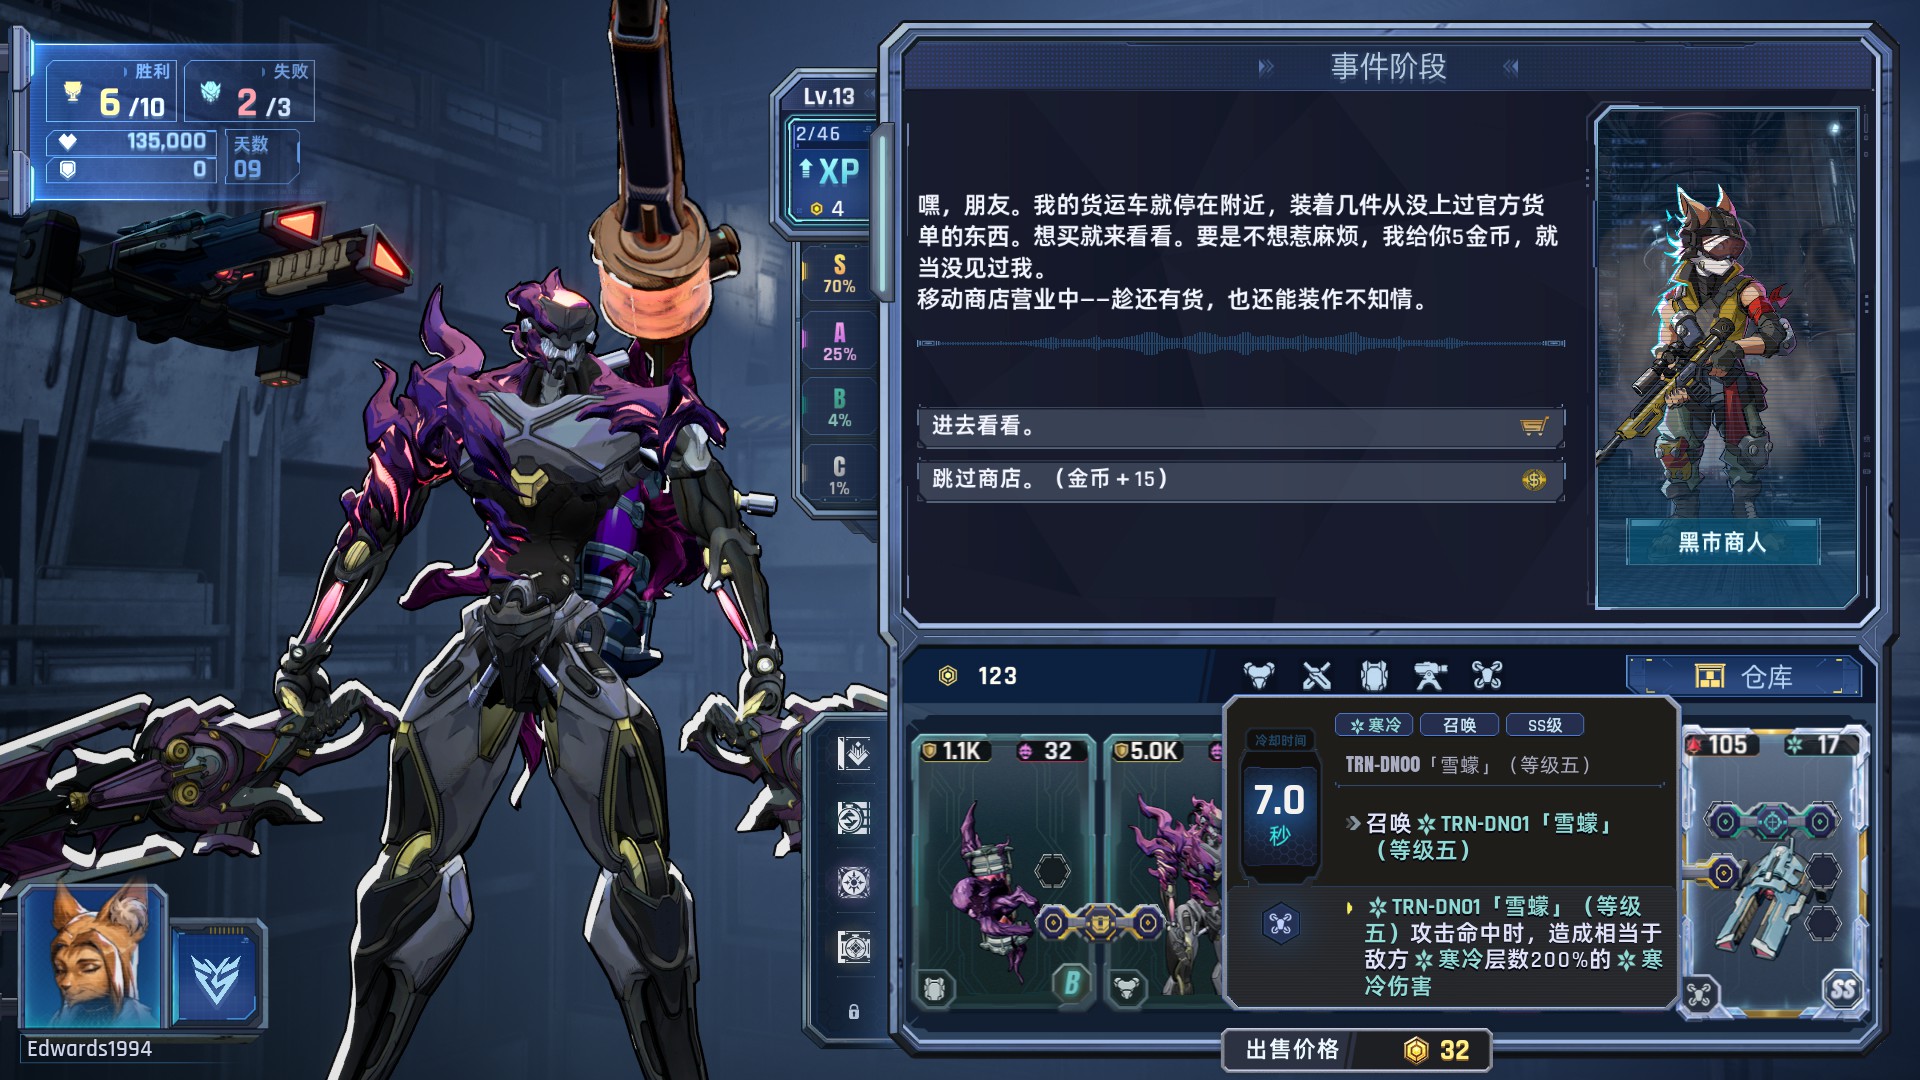 胜利
6 /10
失败
2 /3
135,000
0
天数
09
Lv.13
2/46
XP
4
S
70%
A
25%
B
4%
C
1%
事件阶段
嘿，朋友。我的货运车就停在附近，装着几件从没上过官方货
单的东西。想买就来看看。要是不想惹麻烦，我给你5金币，就
当没见过我。
移动商店营业中——趁还有货，也还能装作不知情。
进去看看。
跳过商店。（金币+15）
黑市商人
123
仓库
1.1K
32
B
5.0K
冷却时间
7.0
秒
寒冷
召唤
SS级
TRN-DN00「雪蠓」（等级五）
召唤 TRN-DN01「雪蠓」
（等级五）
TRN-DN01「雪蠓」（等级
五）攻击命中时，造成相当于
敌方 寒冷层数200%的 寒
冷伤害
105
17
SS
出售价格
32
Edwards1994